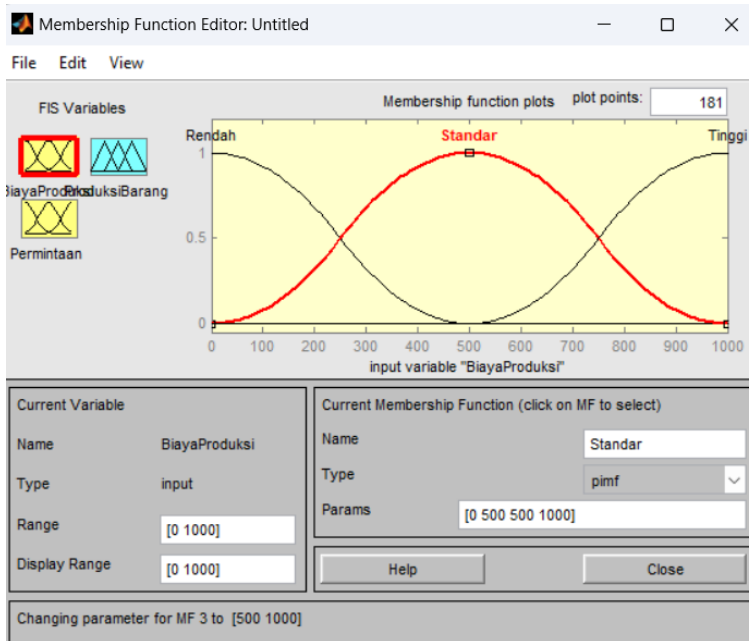 Membership Function Editor: Untitled
File Edit View
FIS Variables
Membership function plots plot points: 181
Rendah Standar Tinggi
1
0.5
0
BiayaProduksi ProduksiBarang
Permintaan
0 100 200 300 400 500 600 700 800 900 1000
input variable "BiayaProduksi"
Current Variable
Name BiayaProduksi
Type input
Range [0 1000]
Display Range [0 1000]
Current Membership Function (click on MF to select)
Name Standar
Type pimf
Params [0 500 500 1000]
Help Close
Changing parameter for MF 3 to [500 1000]